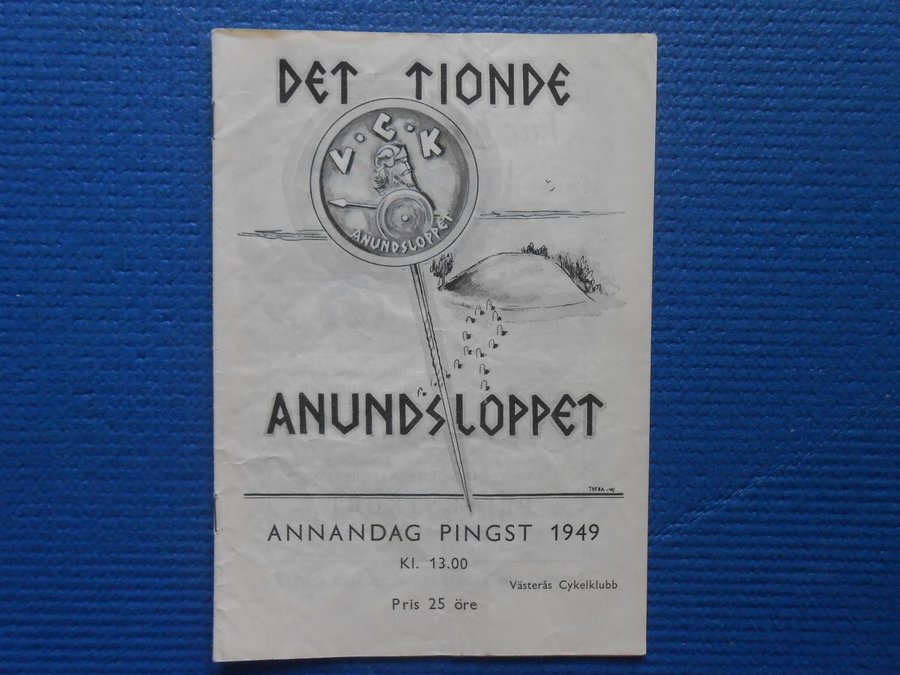 DET TIONDE
V·C·K
ANUNDSLOPPET
ANUNDSLOPPET
ANNANDAG PINGST 1949
Kl. 13.00
Västerås Cykelklubb
Pris 25 öre